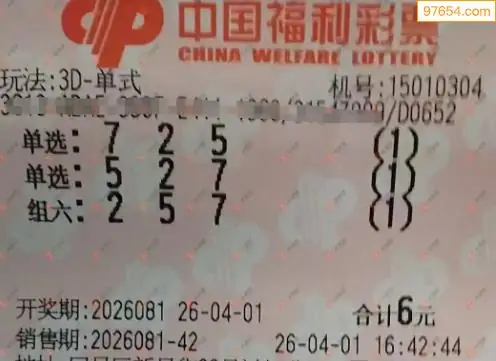 97654.com
中国福利彩票
CHINA WELFARE LOTTERY
玩法:3D-单式 机号:15010304
/D0652
单选: 7 2 5 (1)
单选: 5 2 7 (1)
组六: 2 5 7 (1)
开奖期:2026081 26-04-01 合计6元
销售期:2026081-42 26-04-01 16:42:44